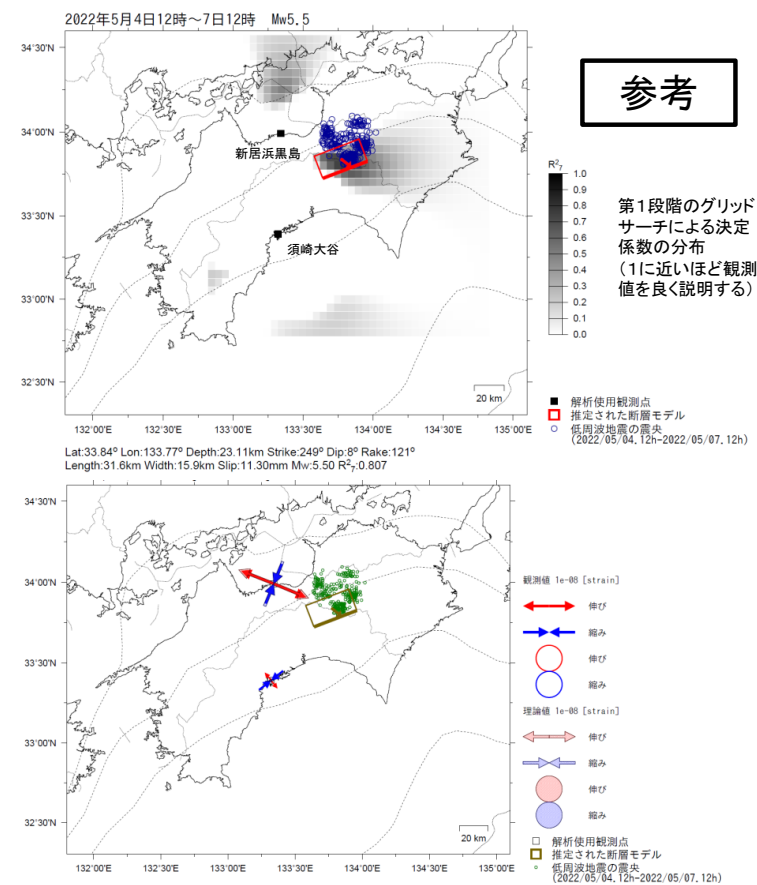 2022年5月4日12時～7日12時 Mw5.5
参考
34°30'N
34°00'N
33°30'N
33°00'N
32°30'N
新居浜黒島
須崎大谷
20 km
132°00'E 132°30'E 133°00'E 133°30'E 134°00'E 134°30'E 135°00'E
R²₇
1.0
0.9
0.8
0.7
0.6
0.5
0.4
0.3
0.2
0.1
0.0
第１段階のグリッド
サーチによる決定
係数の分布
（１に近いほど観測
値を良く説明する）
解析使用観測点
推定された断層モデル
低周波地震の震央
(2022/05/04.12h-2022/05/07.12h)
Lat:33.84° Lon:133.77° Depth:23.11km Strike:249° Dip:8° Rake:121°
Length:31.6km Width:15.9km Slip:11.30mm Mw:5.50 R²₇:0.807
34°30'N
34°00'N
33°30'N
33°00'N
32°30'N
20 km
132°00'E 132°30'E 133°00'E 133°30'E 134°00'E 134°30'E 135°00'E
観測値 1e-08 [strain]
伸び
縮み
伸び
縮み
理論値 1e-08 [strain]
伸び
縮み
伸び
縮み
解析使用観測点
推定された断層モデル
低周波地震の震央
(2022/05/04.12h-2022/05/07.12h)